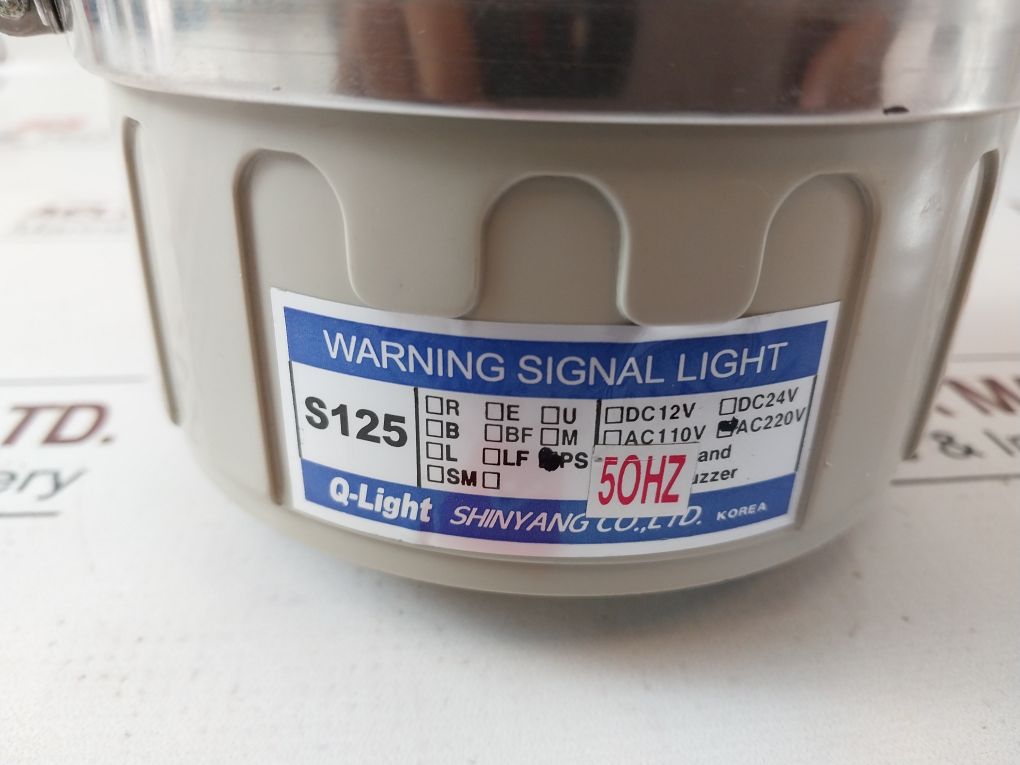 WARNING SIGNAL LIGHT
S125
☐R ☐E ☐U ☐DC12V ☐DC24V
☐B ☐BF ☐M ☐AC110V ■AC220V
☐L ☐LF ■PS and
☐SM ☐ uzzer
50HZ
Q-Light SHINYANG CO.,LTD. KOREA
LTD.